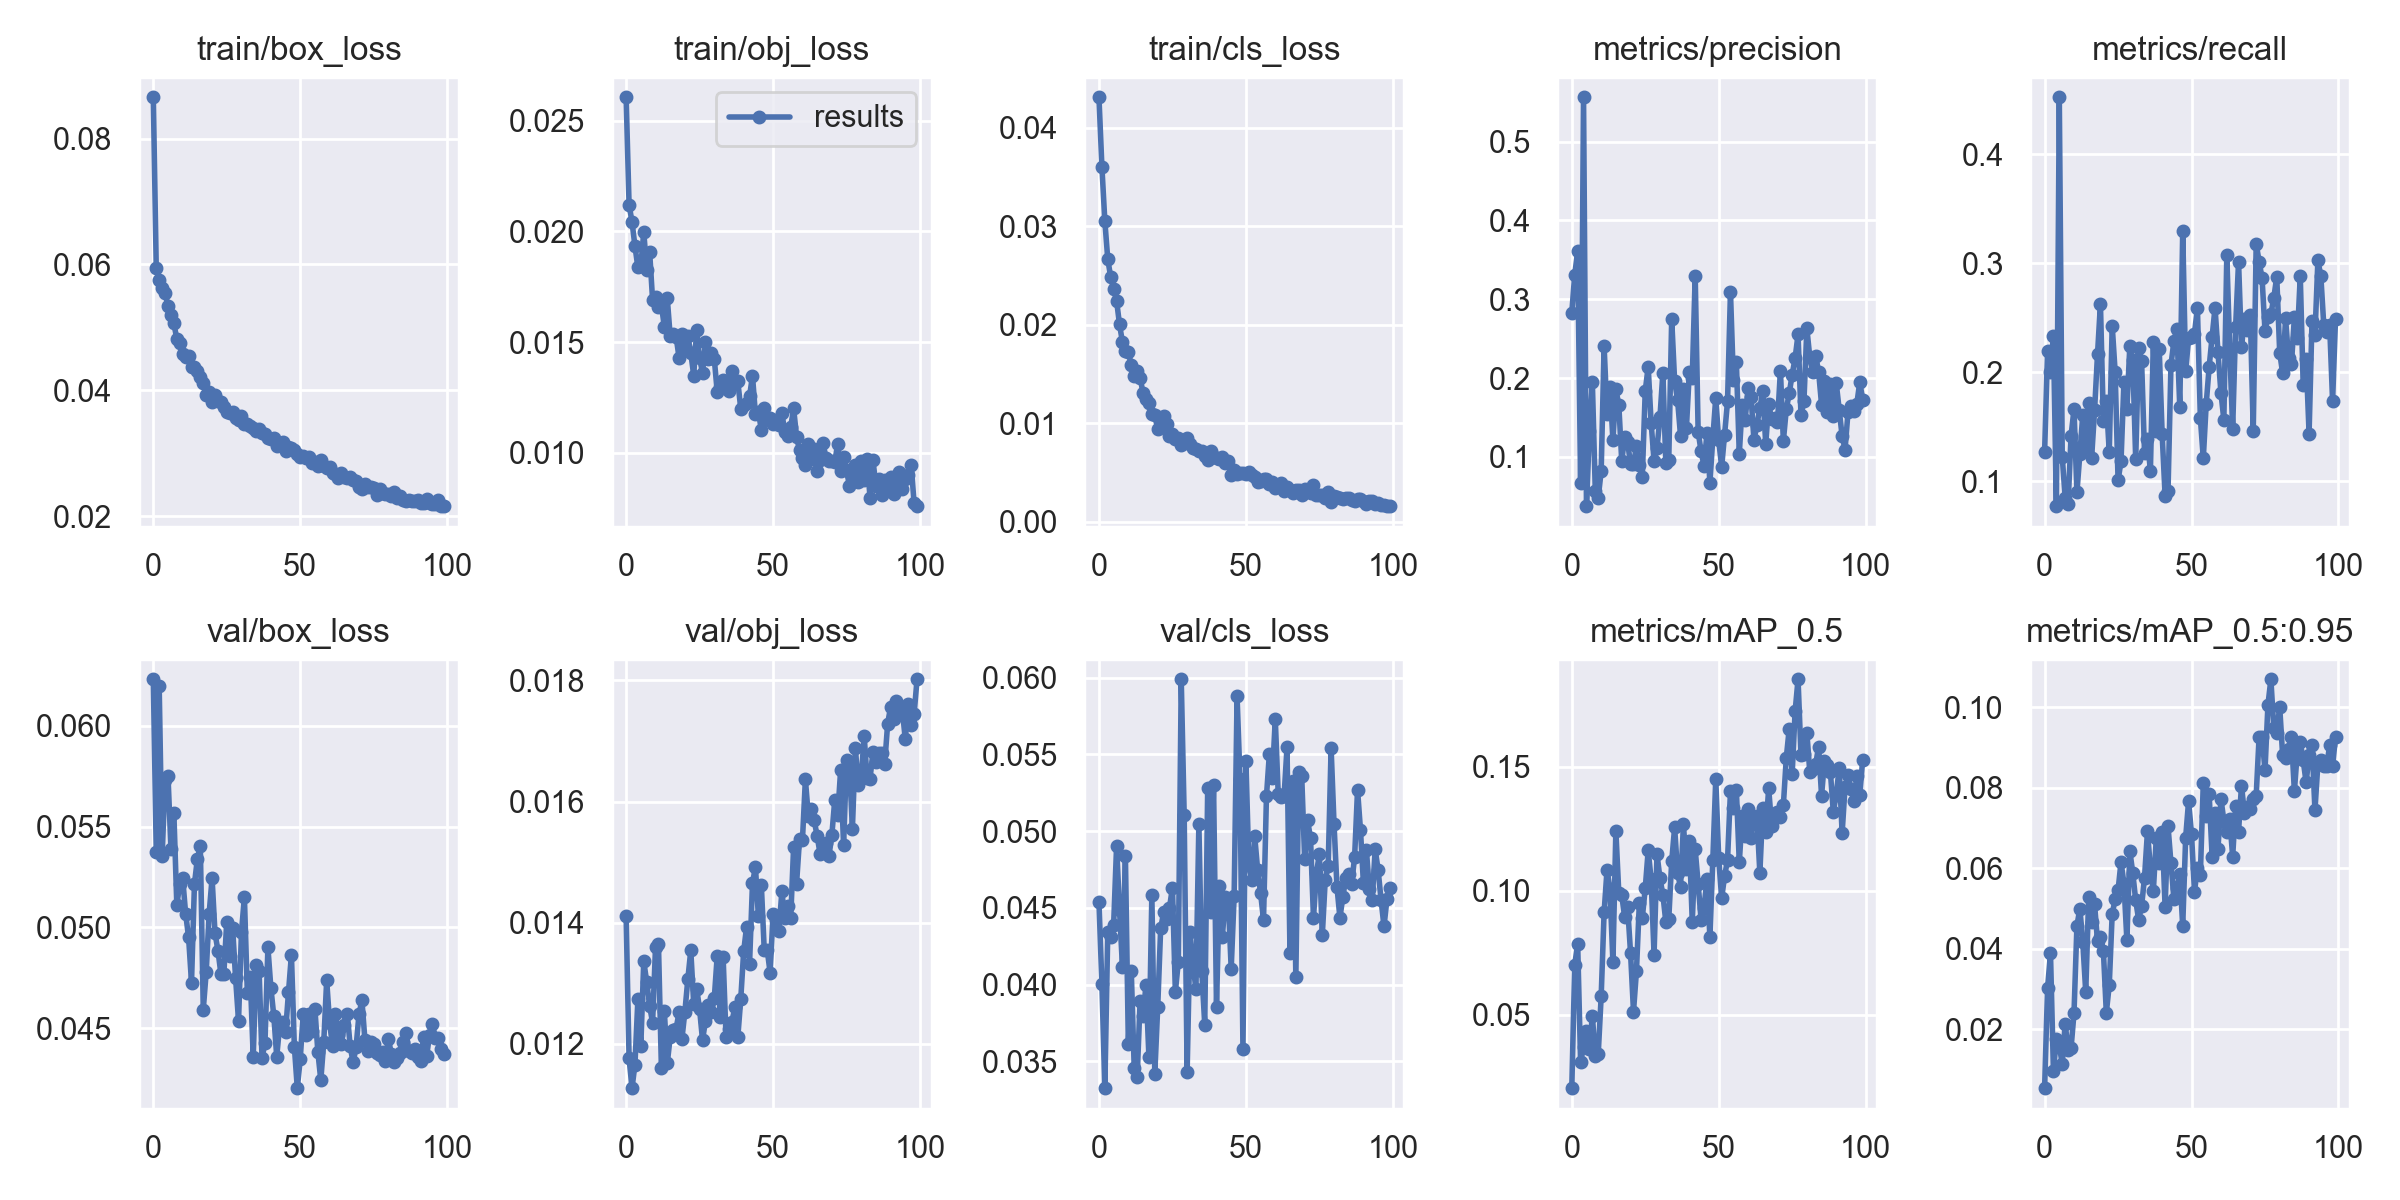 train/box_loss
0.08
0.06
0.04
0.02
0 50 100
train/obj_loss
results
0.025
0.020
0.015
0.010
0 50 100
train/cls_loss
0.04
0.03
0.02
0.01
0.00
0 50 100
metrics/precision
0.5
0.4
0.3
0.2
0.1
0 50 100
metrics/recall
0.4
0.3
0.2
0.1
0 50 100
val/box_loss
0.060
0.055
0.050
0.045
0 50 100
val/obj_loss
0.018
0.016
0.014
0.012
0 50 100
val/cls_loss
0.060
0.055
0.050
0.045
0.040
0.035
0 50 100
metrics/mAP_0.5
0.15
0.10
0.05
0 50 100
metrics/mAP_0.5:0.95
0.10
0.08
0.06
0.04
0.02
0 50 100